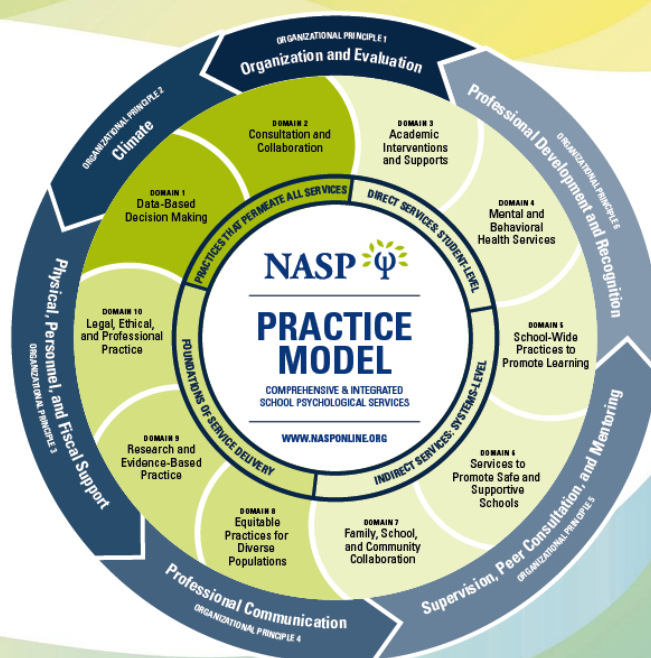 ORGANIZATIONAL PRINCIPLE 1
Organization and Evaluation
ORGANIZATIONAL PRINCIPLE 2
Climate
Physical, Personnel, and Fiscal Support
ORGANIZATIONAL PRINCIPLE 3
Professional Communication
ORGANIZATIONAL PRINCIPLE 4
Supervision, Peer Consultation, and Mentoring
ORGANIZATIONAL PRINCIPLE 5
ORGANIZATIONAL PRINCIPLE 6
Professional Development and Recognition
DOMAIN 1
Data-Based
Decision Making
DOMAIN 2
Consultation and
Collaboration
DOMAIN 3
Academic
Interventions
and Supports
DOMAIN 4
Mental and
Behavioral
Health Services
DOMAIN 5
School-Wide
Practices to
Promote Learning
DOMAIN 6
Services to
Promote Safe and
Supportive
Schools
DOMAIN 7
Family, School,
and Community
Collaboration
DOMAIN 8
Equitable
Practices for
Diverse
Populations
DOMAIN 9
Research and
Evidence-Based
Practice
DOMAIN 10
Legal, Ethical,
and Professional
Practice
PRACTICES THAT PERMEATE ALL SERVICES
DIRECT SERVICES: STUDENT-LEVEL
INDIRECT SERVICES: SYSTEMS-LEVEL
FOUNDATIONS OF SERVICE DELIVERY
NASP
PRACTICE
MODEL
COMPREHENSIVE & INTEGRATED
SCHOOL PSYCHOLOGICAL SERVICES
WWW.NASPONLINE.ORG